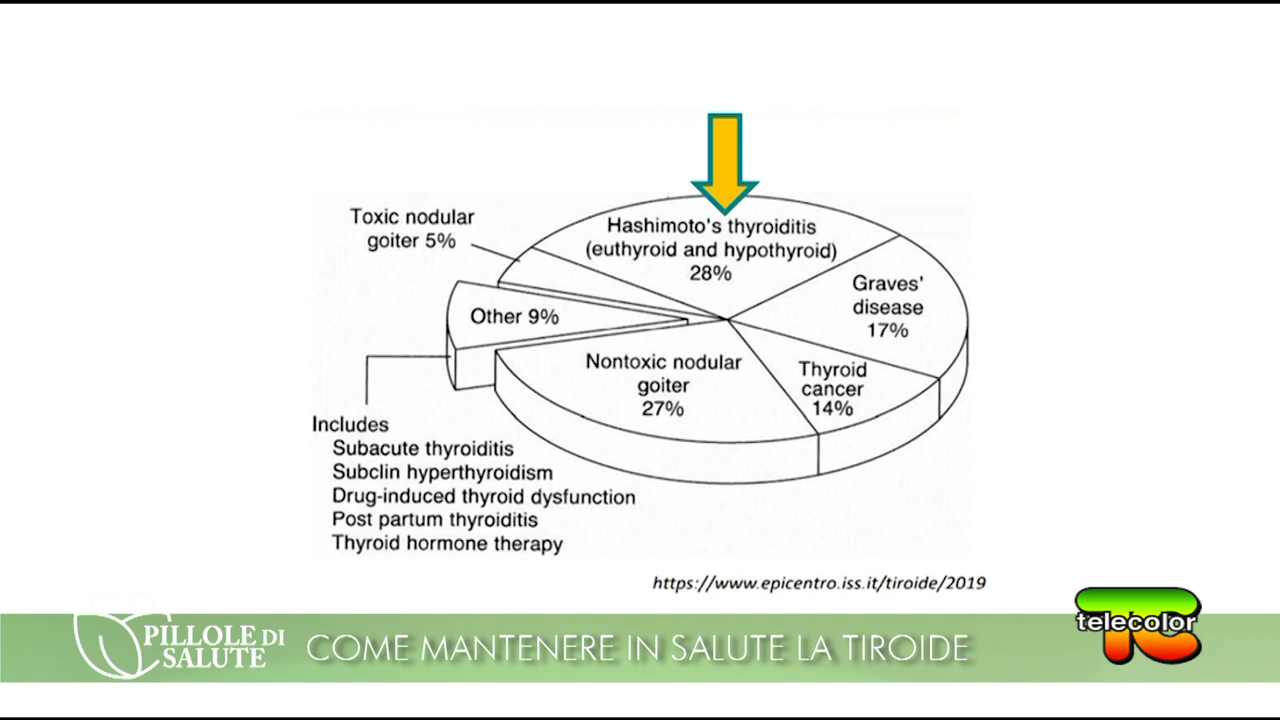 Toxic nodular
goiter 5%
Hashimoto's thyroiditis
(euthyroid and hypothyroid)
28%
Graves'
disease
17%
Other 9%
Nontoxic nodular
goiter
27%
Thyroid
cancer
14%
Includes
Subacute thyroiditis
Subclin hyperthyroidism
Drug-induced thyroid dysfunction
Post partum thyroiditis
Thyroid hormone therapy
https://www.epicentro.iss.it/tiroide/2019
PILLOLE DI
SALUTE
COME MANTENERE IN SALUTE LA TIROIDE
TC
telecolor